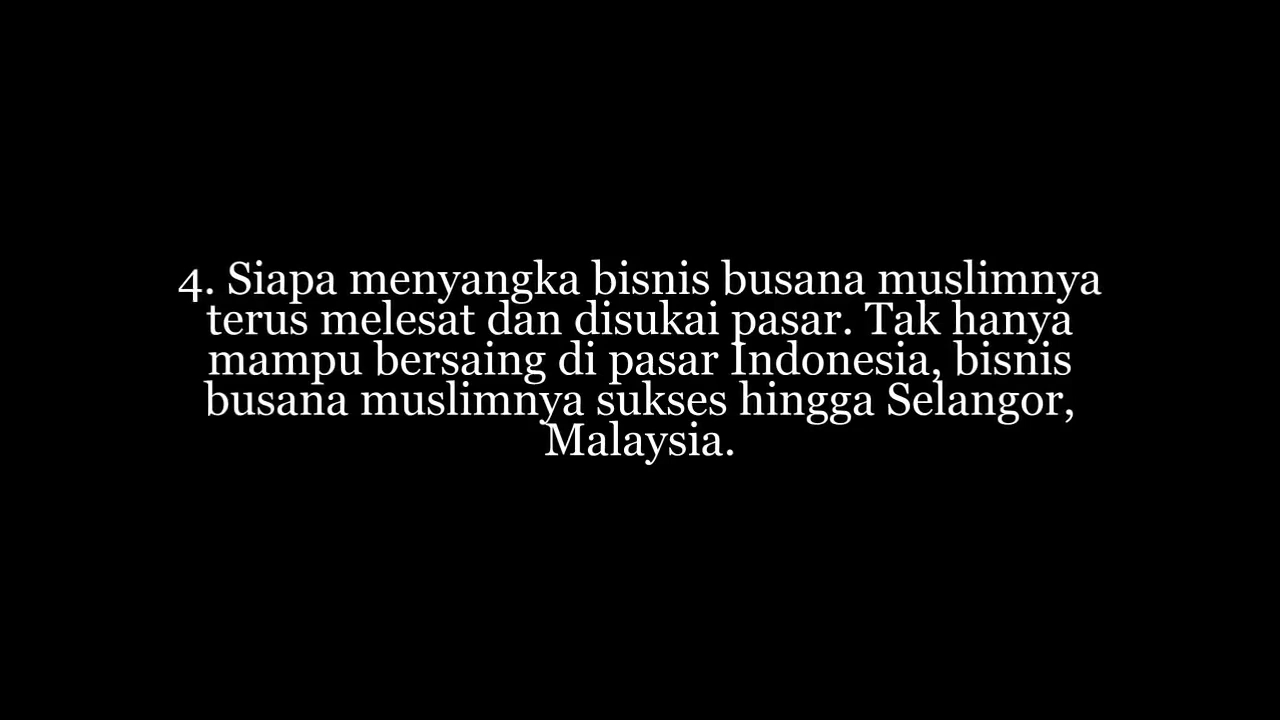 4. Siapa menyangka bisnis busana muslimnya
terus melesat dan disukai pasar. Tak hanya
mampu bersaing di pasar Indonesia, bisnis
busana muslimnya sukses hingga Selangor,
Malaysia.